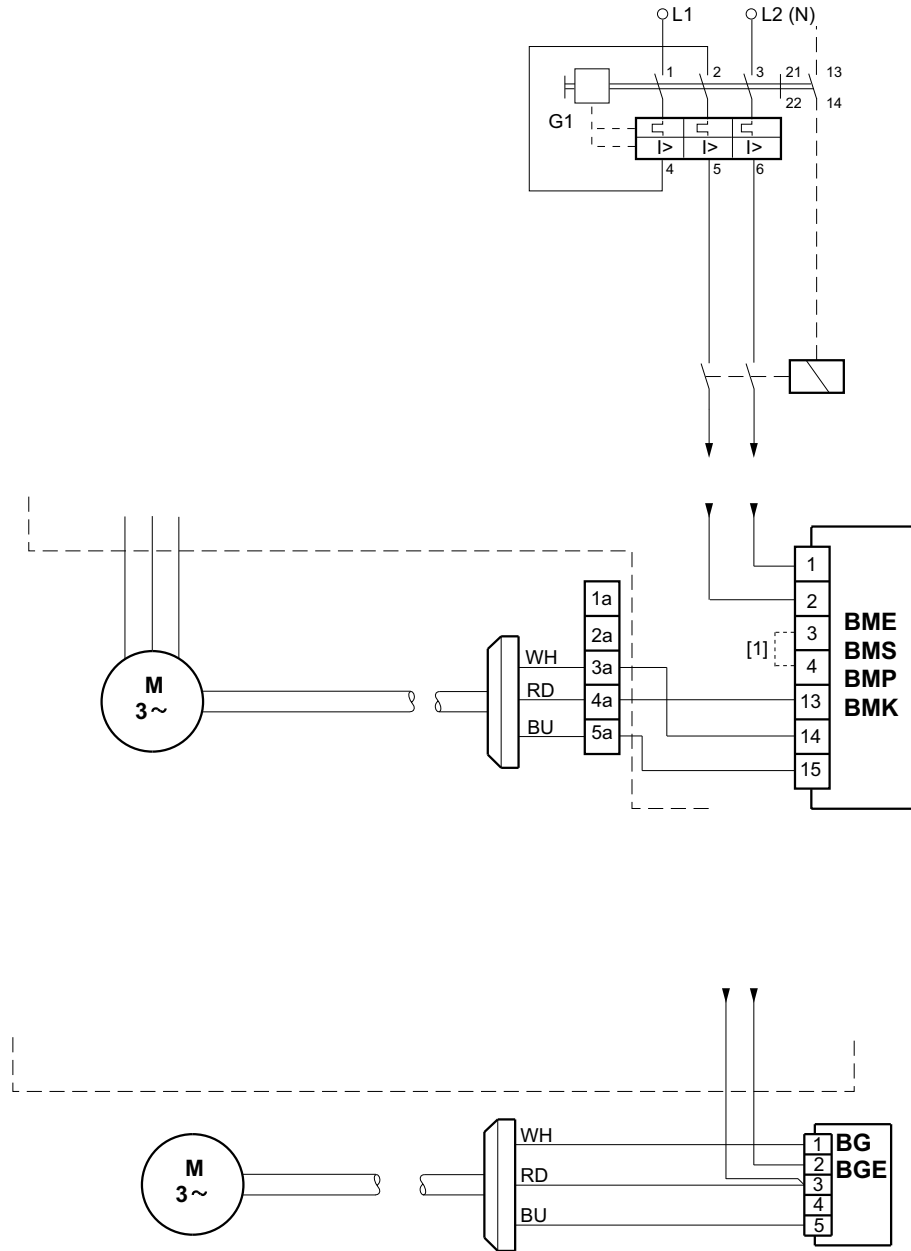 L1
L2 (N)
1
2
3
21
13
22
14
G1
I>
I>
I>
4
5
6
1
2
3
4
13
14
15
[1]
BME
BMS
BMP
BMK
1a
2a
3a
4a
5a
WH
RD
BU
M
3~
WH
RD
BU
M
3~
1
2
3
4
5
BG
BGE